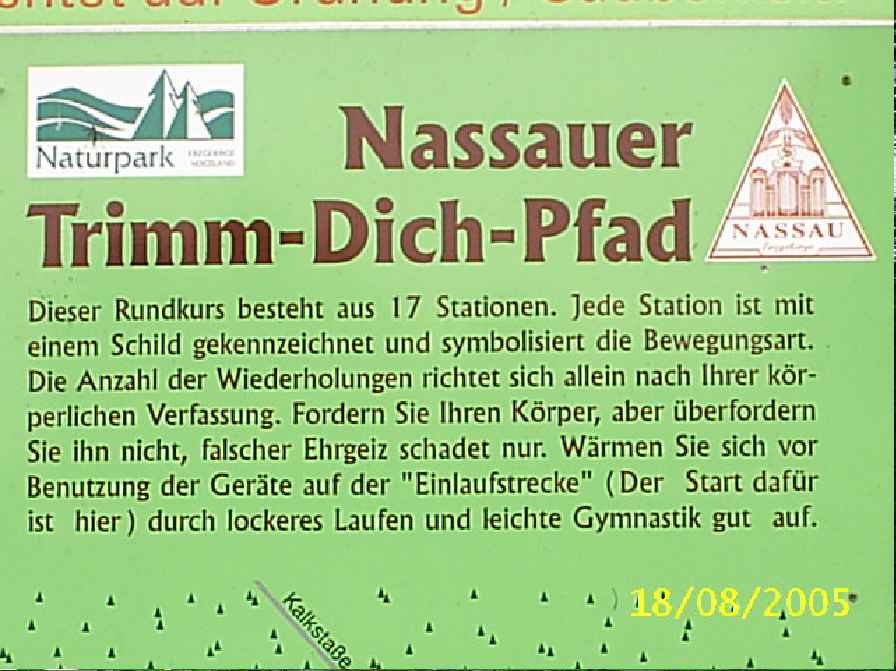 Naturpark ERZGEBIRGE
VOGTLAND
Nassauer
Trimm-Dich-Pfad
NASSAU
Erzgebirge
Dieser Rundkurs besteht aus 17 Stationen. Jede Station ist mit
einem Schild gekennzeichnet und symbolisiert die Bewegungsart.
Die Anzahl der Wiederholungen richtet sich allein nach Ihrer kör-
perlichen Verfassung. Fordern Sie Ihren Körper, aber überfordern
Sie ihn nicht, falscher Ehrgeiz schadet nur. Wärmen Sie sich vor
Benutzung der Geräte auf der "Einlaufstrecke" (Der Start dafür
ist hier) durch lockeres Laufen und leichte Gymnastik gut auf.
Kalkstaße
18/08/2005